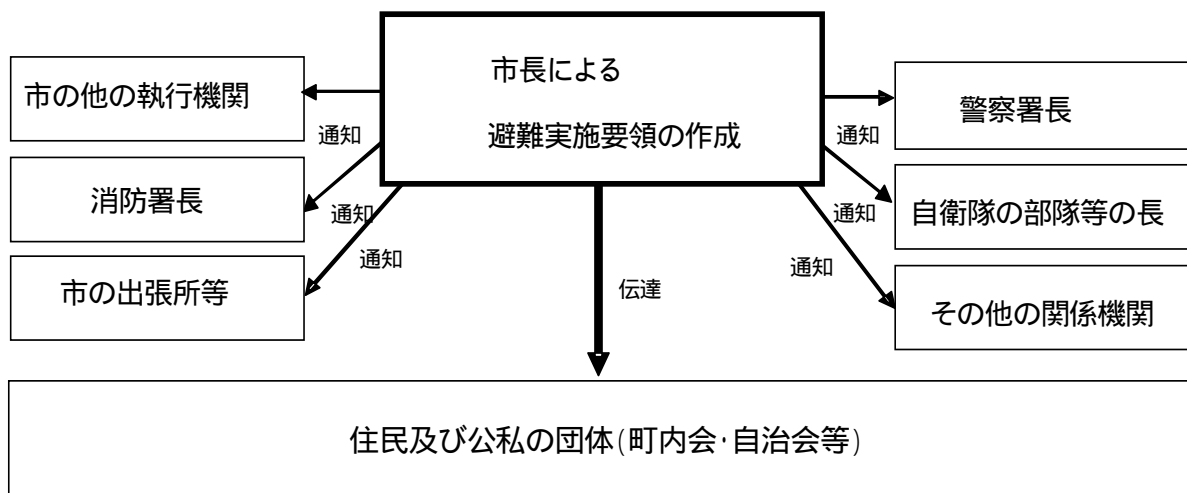 市長による
避難実施要領の作成
市の他の執行機関
通知
消防署長
通知
市の出張所等
通知
警察署長
通知
自衛隊の部隊等の長
通知
その他の関係機関
通知
伝達
住民及び公私の団体(町内会・自治会等)